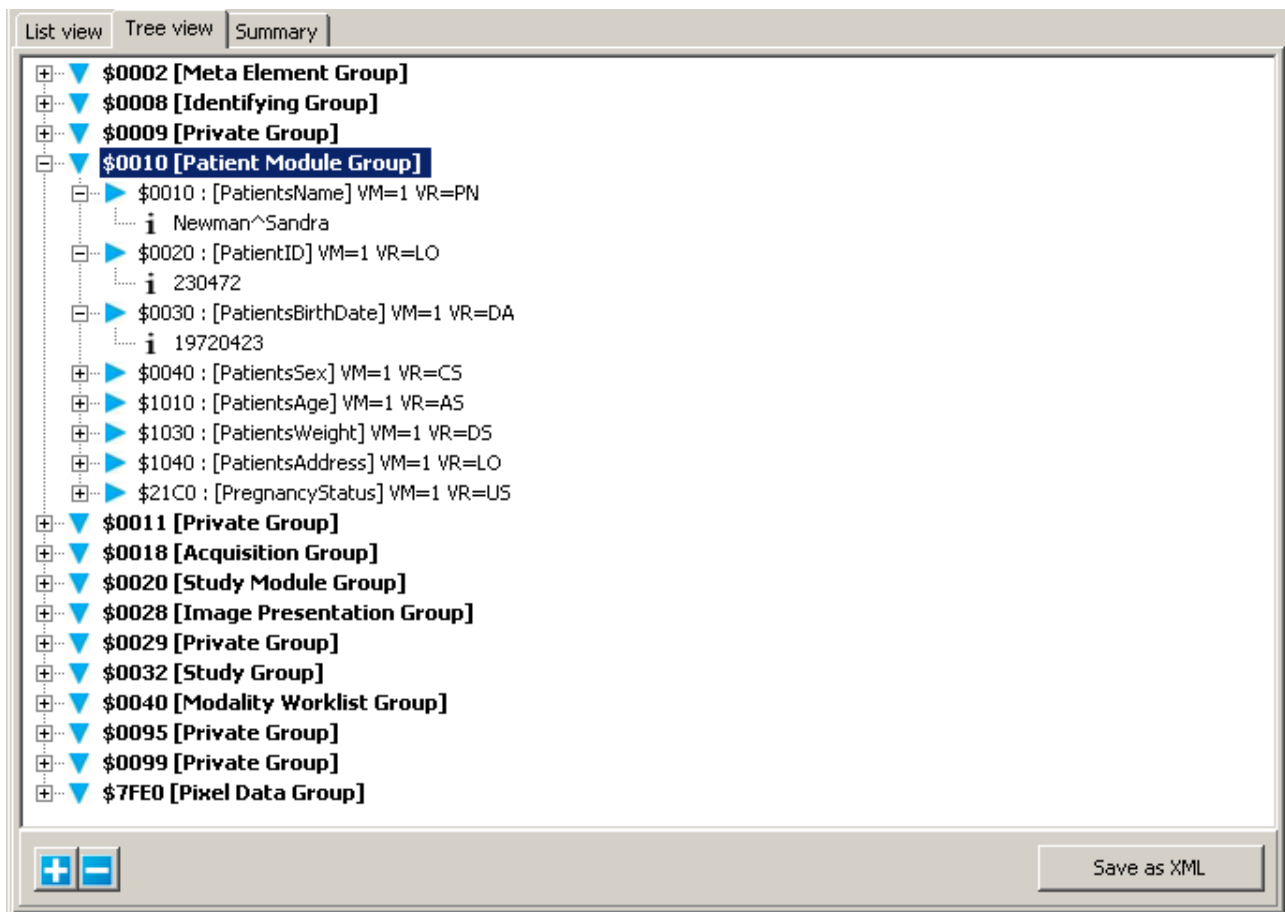 List view Tree view Summary
$0002 [Meta Element Group]
$0008 [Identifying Group]
$0009 [Private Group]
$0010 [Patient Module Group]
$0010 : [PatientsName] VM=1 VR=PN
Newman^Sandra
$0020 : [PatientID] VM=1 VR=LO
230472
$0030 : [PatientsBirthDate] VM=1 VR=DA
19720423
$0040 : [PatientsSex] VM=1 VR=CS
$1010 : [PatientsAge] VM=1 VR=AS
$1030 : [PatientsWeight] VM=1 VR=DS
$1040 : [PatientsAddress] VM=1 VR=LO
$21C0 : [PregnancyStatus] VM=1 VR=US
$0011 [Private Group]
$0018 [Acquisition Group]
$0020 [Study Module Group]
$0028 [Image Presentation Group]
$0029 [Private Group]
$0032 [Study Group]
$0040 [Modality Worklist Group]
$0095 [Private Group]
$0099 [Private Group]
$7FE0 [Pixel Data Group]
Save as XML